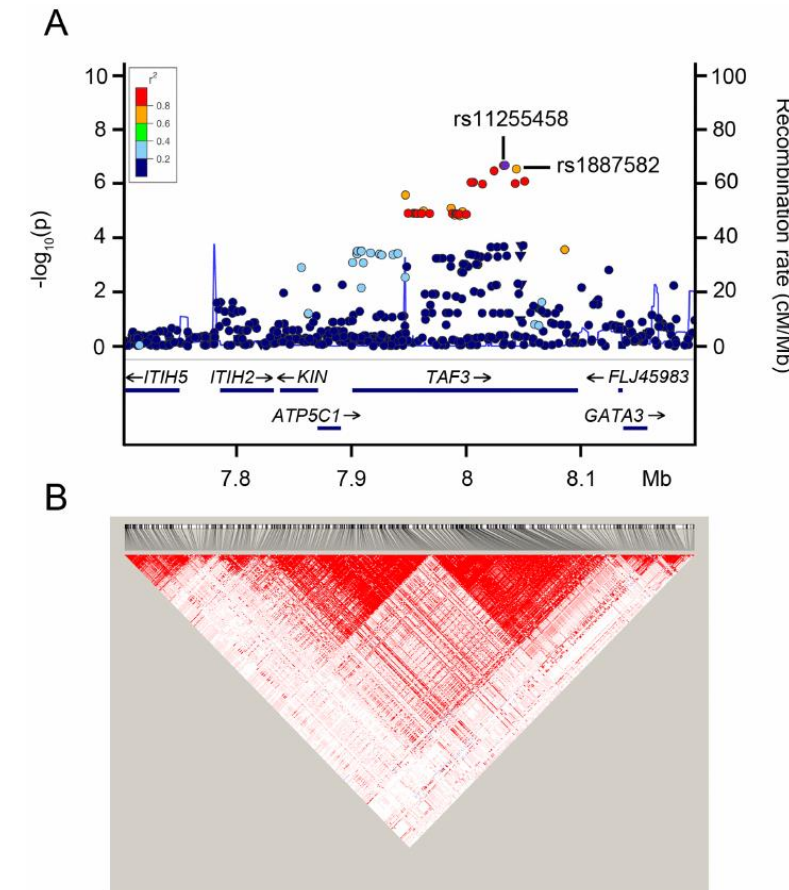 A
10
8
6
4
2
0
-log₁₀(p)
r²
0.8
0.6
0.4
0.2
rs11255458
rs1887582
100
80
60
40
20
0
Recombination rate (cM/Mb)
←ITIH5 ITIH2→ ←KIN TAF3→ ← FLJ45983
ATP5C1→ GATA3→
7.8 7.9 8 8.1 Mb
B